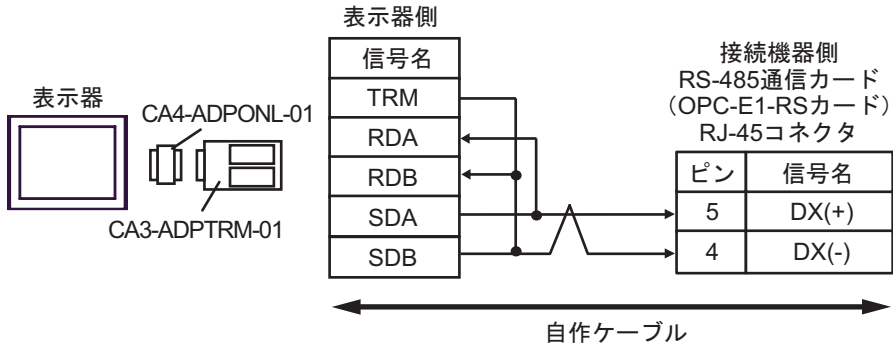 表示器
CA4-ADPONL-01
CA3-ADPTRM-01
表示器側
信号名
TRM
RDA
RDB
SDA
SDB
接続機器側
RS-485通信カード
（OPC-E1-RSカード）
RJ-45コネクタ
ピン 信号名
5 DX(+)
4 DX(-)
自作ケーブル